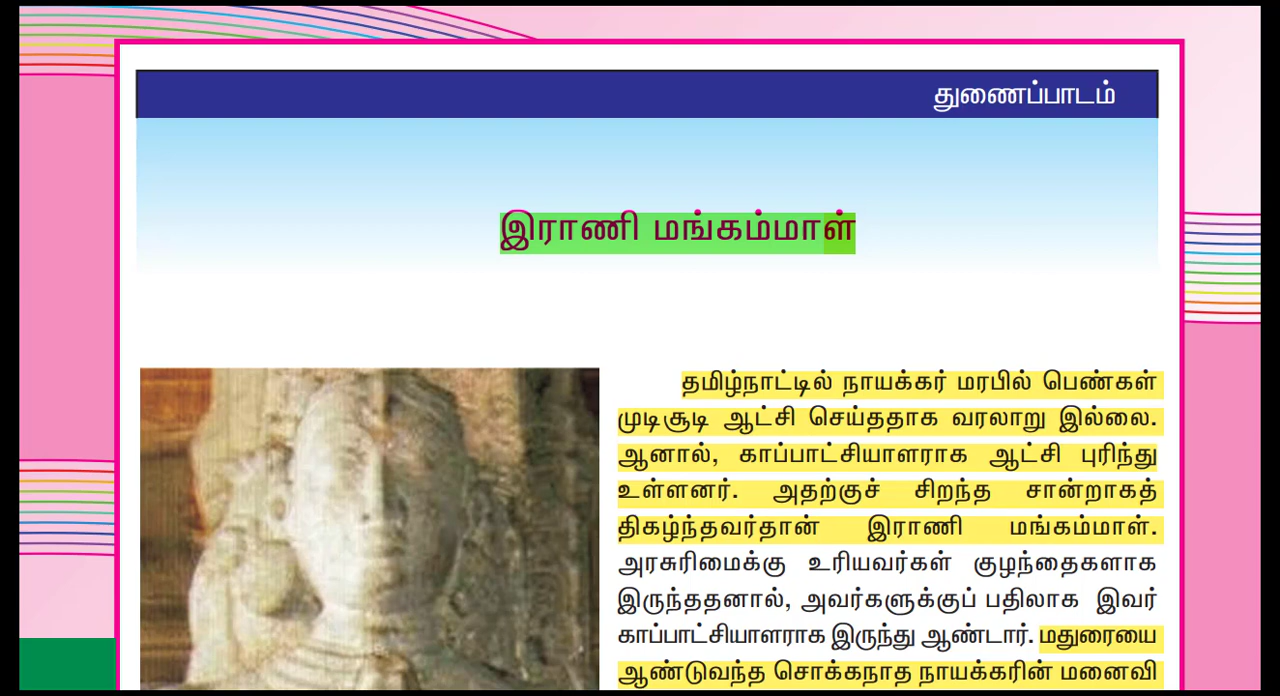 துணைப்பாடம்
இராணி மங்கம்மாள்
தமிழ்நாட்டில் நாயக்கர் மரபில் பெண்கள்
முடிசூடி ஆட்சி செய்ததாக வரலாறு இல்லை.
ஆனால், காப்பாட்சியாளராக ஆட்சி புரிந்து
உள்ளனர். அதற்குச் சிறந்த சான்றாகத்
திகழ்ந்தவர்தான் இராணி மங்கம்மாள்.
அரசுரிமைக்கு உரியவர்கள் குழந்தைகளாக
இருந்ததனால், அவர்களுக்குப் பதிலாக இவர்
காப்பாட்சியாளராக இருந்து ஆண்டார். மதுரையை
ஆண்டுவந்த சொக்கநாத நாயக்கரின் மனைவி